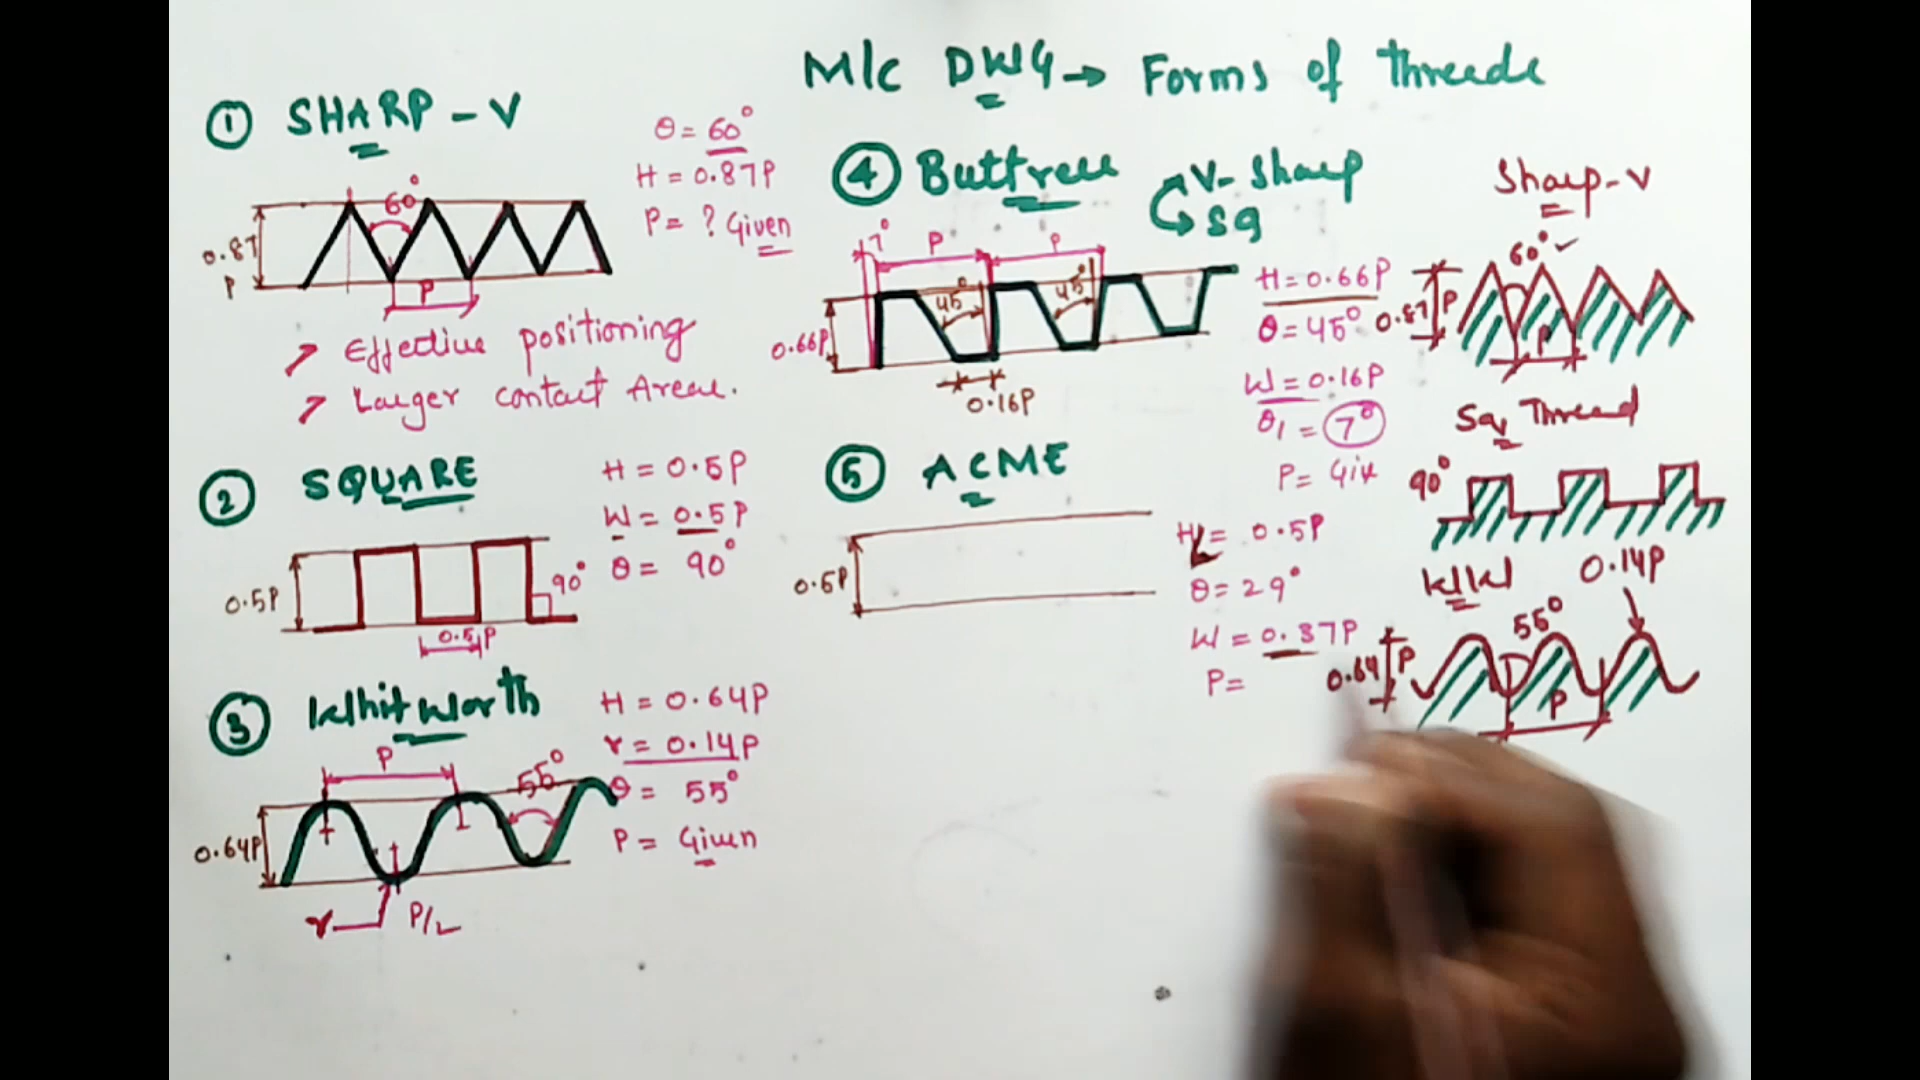 M/c DWG → Forms of Threads
① SHARP - V
θ = 60°
H = 0.87P
P = ? Given
60°
0.87
P
P
↗ Effective positioning
↗ Larger contact Areae.
② SQUARE
H = 0.5P
W = 0.5P
θ = 90°
0.5P
90°
0.5P
③ Whitworth
H = 0.64P
r = 0.14P
θ = 55°
P = Given
P
55°
0.64P
r
P/2
④ Buttress
V- Sharp
Sq
7°
P
P
45°
45°
0.66P
0.16P
H = 0.66P
θ = 45°
W = 0.16P
θ₁ = 7°
P = Giv
⑤ ACME
0.5P
H = 0.5P
θ = 29°
W = 0.37P
P =
Sharp-V
60° ✓
0.87 P
P
Sq Thread
90°
W/W
0.14P
55°
0.64 P
P